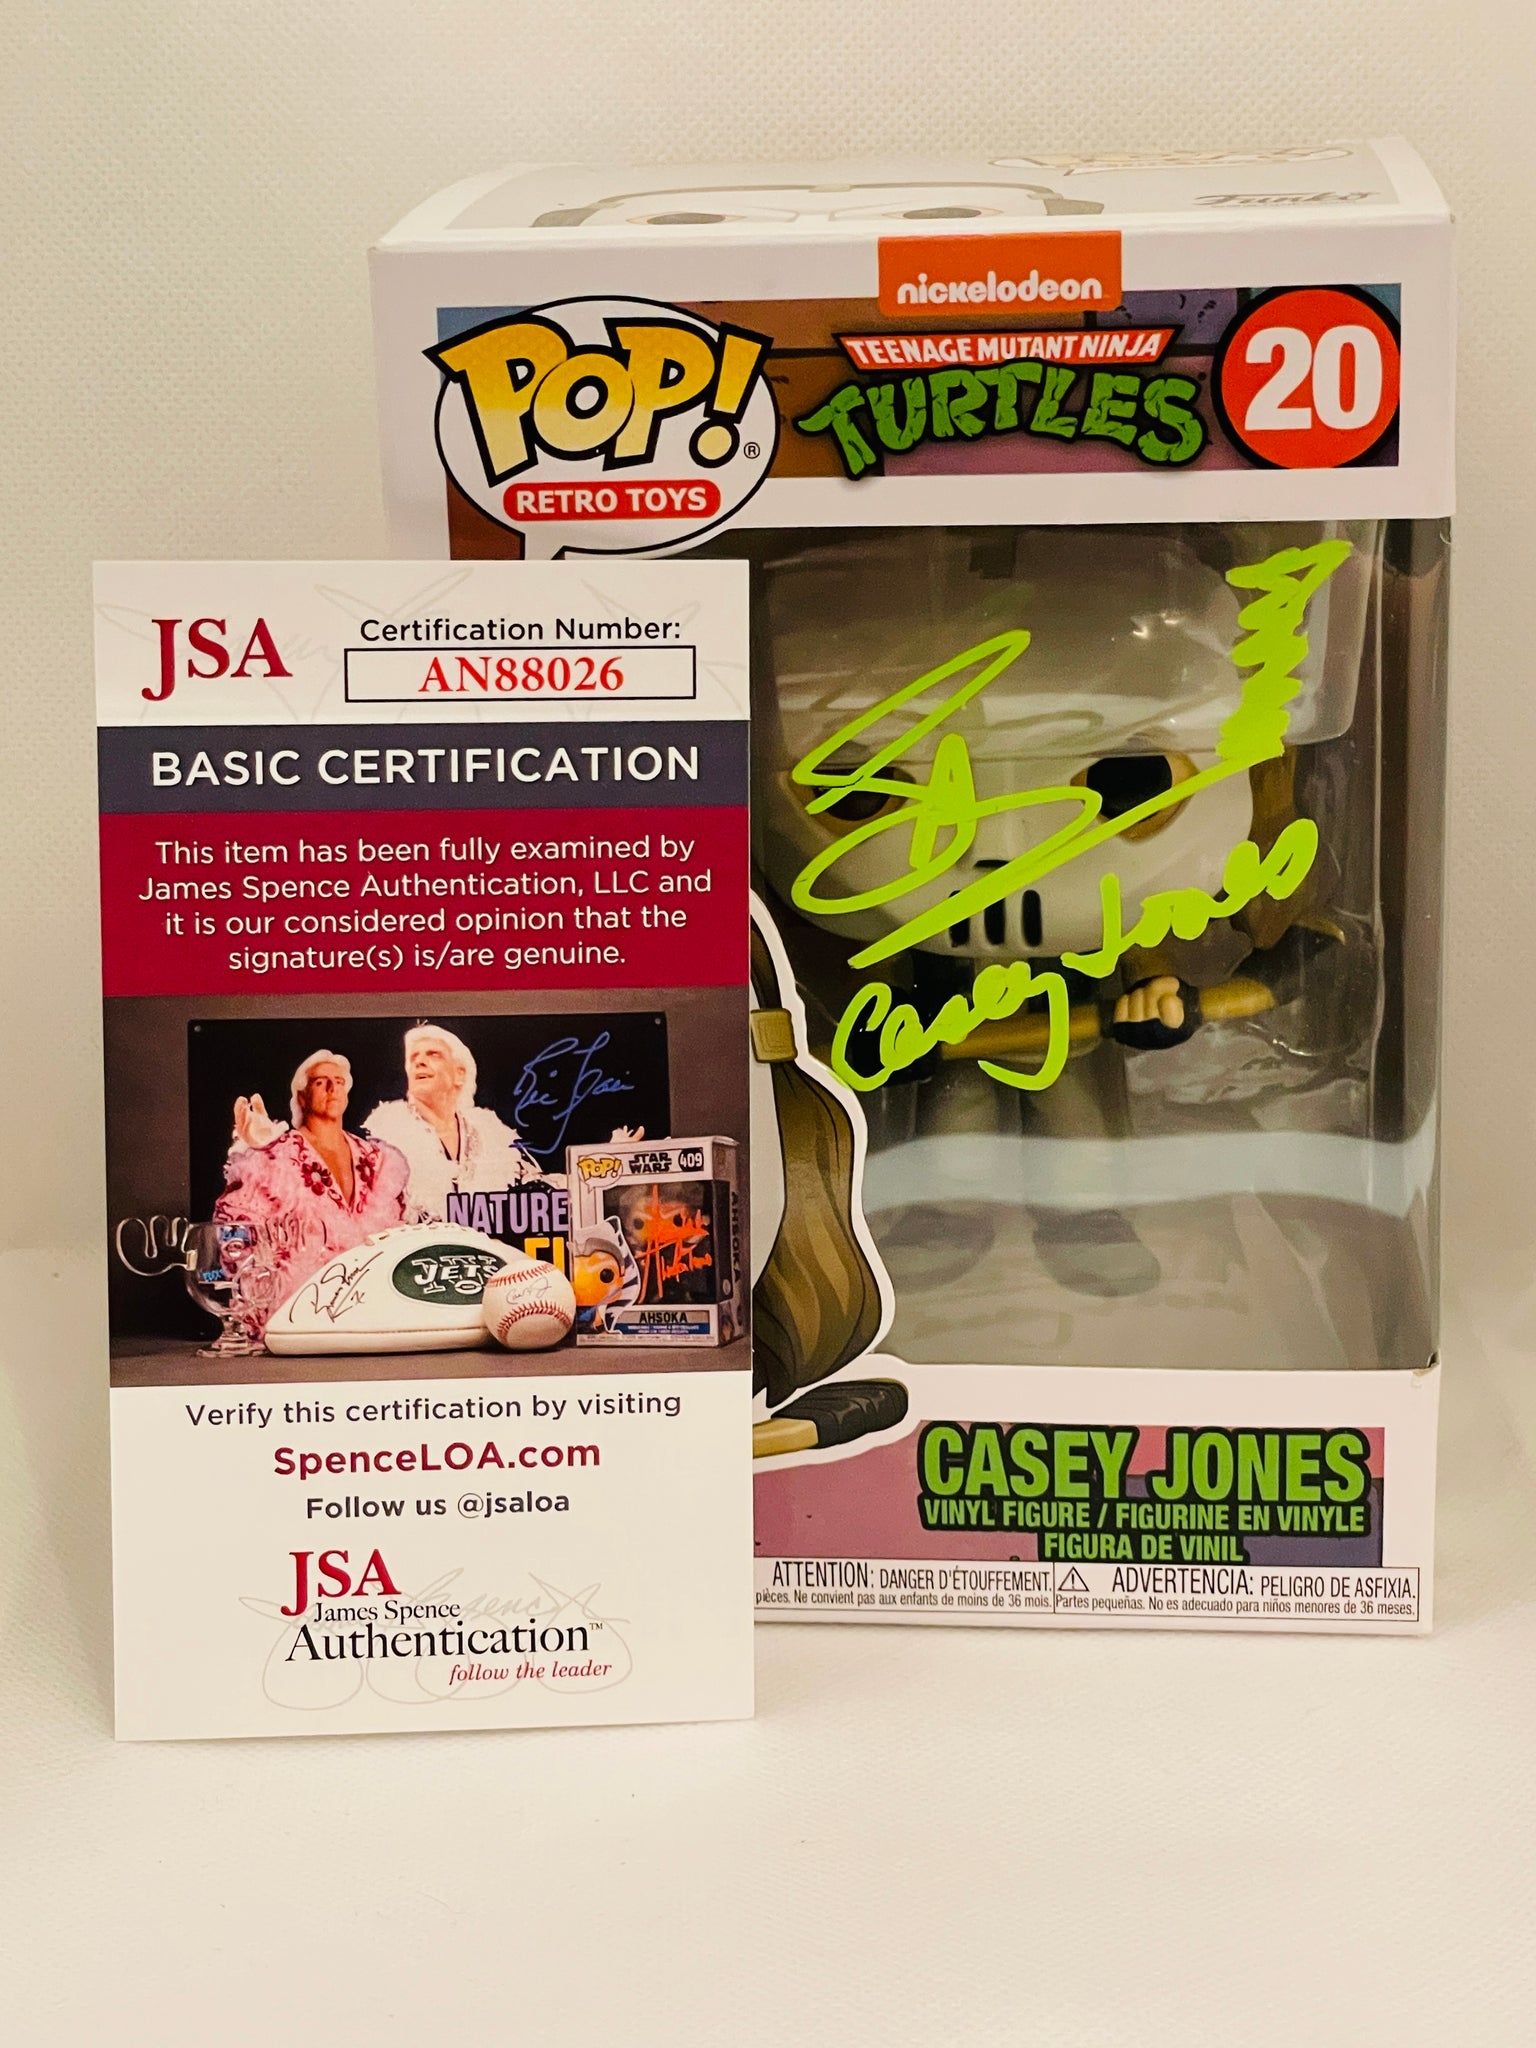 Funko
nickelodeon
POP!®
RETRO TOYS
TEENAGE MUTANT NINJA
TURTLES
20
JSA
Certification Number:
AN88026
BASIC CERTIFICATION
This item has been fully examined by
James Spence Authentication, LLC and
it is our considered opinion that the
signature(s) is/are genuine.
Ric Flair
NATURE
POP! STAR WARS 409
JETS
AHSOKA
AHSOKA
Verify this certification by visiting
SpenceLOA.com
Follow us @jsaloa
JSA
James Spence
Authentication™
follow the leader
Casey Jones
CASEY JONES
VINYL FIGURE / FIGURINE EN VINYLE
FIGURA DE VINIL
ATTENTION: DANGER D'ÉTOUFFEMENT.
pièces. Ne convient pas aux enfants de moins de 36 mois.
⚠ ADVERTENCIA: PELIGRO DE ASFIXIA.
Partes pequeñas. No es adecuado para niños menores de 36 meses.